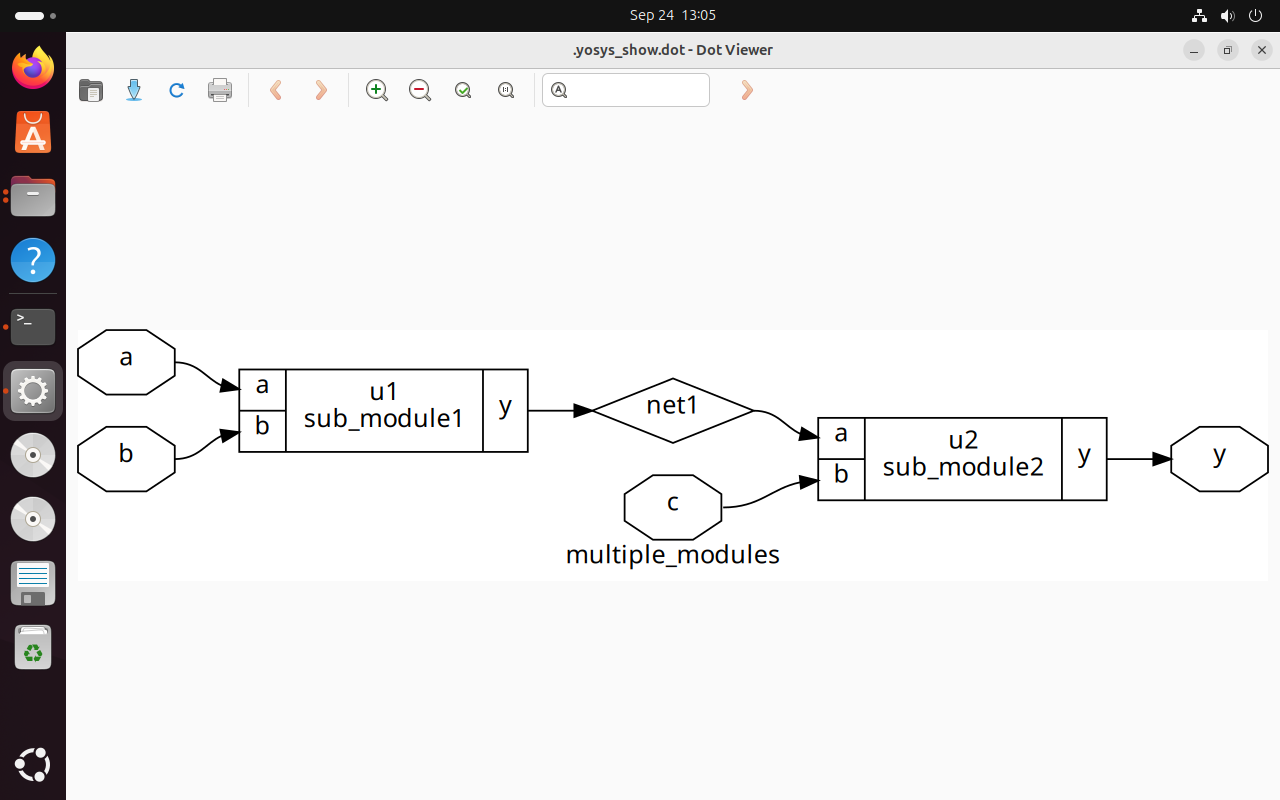 Sep 24 13:05
.yosys_show.dot - Dot Viewer
a
b
a
b
u1
sub_module1
y
net1
c
a
b
u2
sub_module2
y
y
multiple_modules